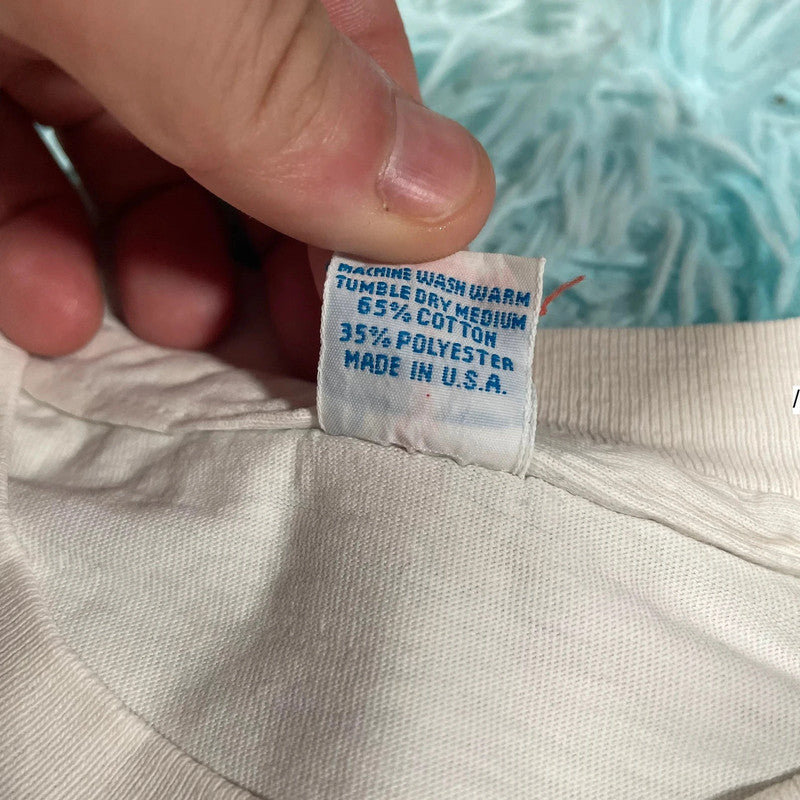 MACHINE WASH WARM
TUMBLE DRY MEDIUM
65% COTTON
35% POLYESTER
MADE IN U.S.A.